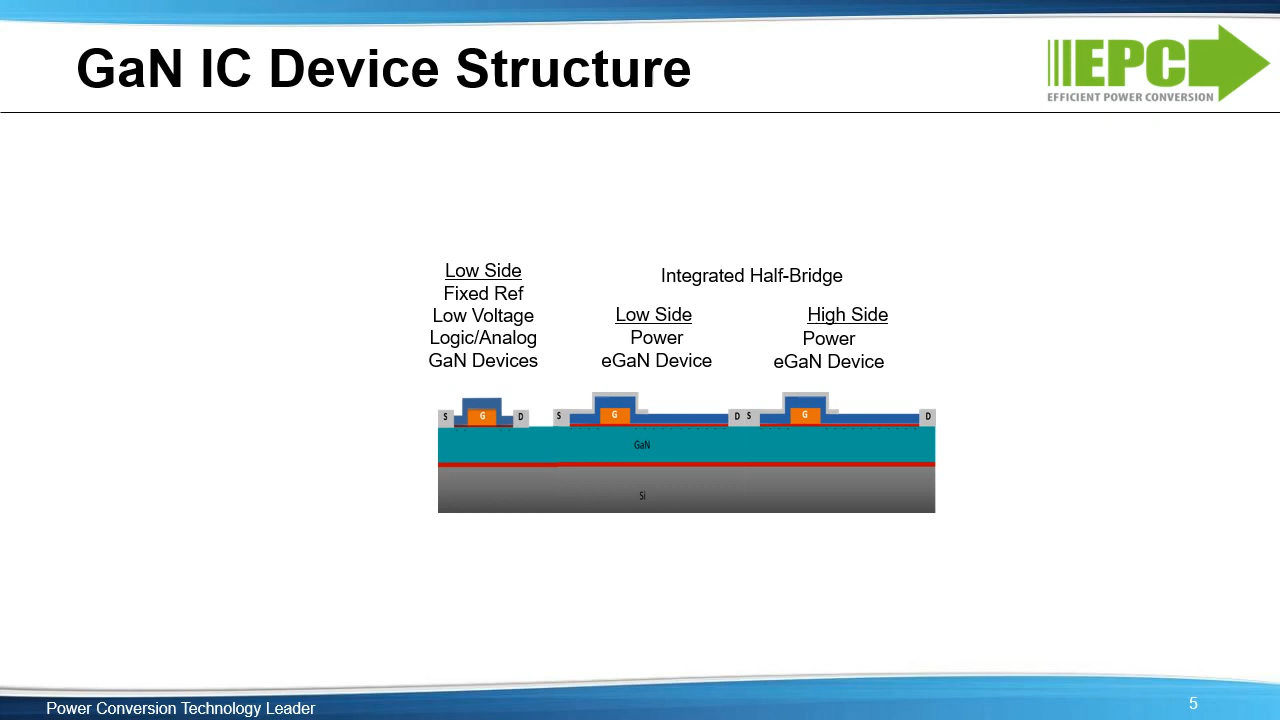 GaN IC Device Structure
EPC
EFFICIENT POWER CONVERSION
Low Side
Fixed Ref
Low Voltage
Logic/Analog
GaN Devices
Integrated Half-Bridge
Low Side
Power
eGaN Device
High Side
Power
eGaN Device
S G D S G D S G D
GaN
Si
Power Conversion Technology Leader
5